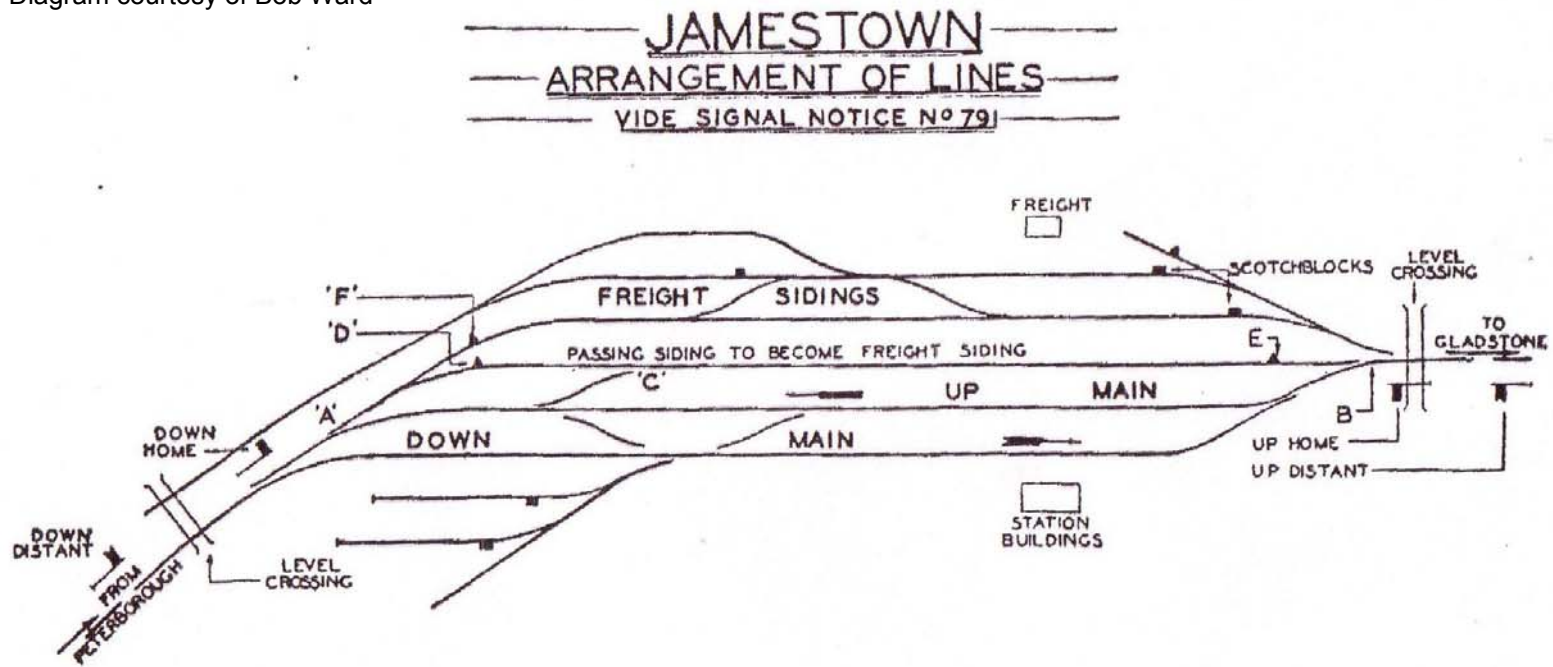 Diagram courtesy of Bob Ward
JAMESTOWN
ARRANGEMENT OF LINES
VIDE SIGNAL NOTICE Nº 791
FREIGHT
SCOTCHBLOCKS
LEVEL
CROSSING
'F'
FREIGHT SIDINGS
'D'
PASSING SIDING TO BECOME FREIGHT SIDING
E
TO
GLADSTONE
'C'
UP MAIN
'A'
B
DOWN
HOME
DOWN MAIN
UP HOME
UP DISTANT
STATION
BUILDINGS
DOWN
DISTANT
LEVEL
CROSSING
FROM
PETERBOROUGH